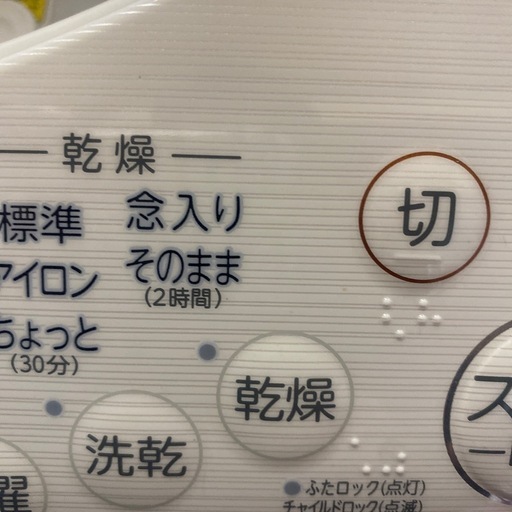 乾燥
標準 念入り
アイロン そのまま
(2時間)
ちょっと
(30分)
切
乾燥
洗乾
ふたロック(点灯)
チャイルドロック(点滅)